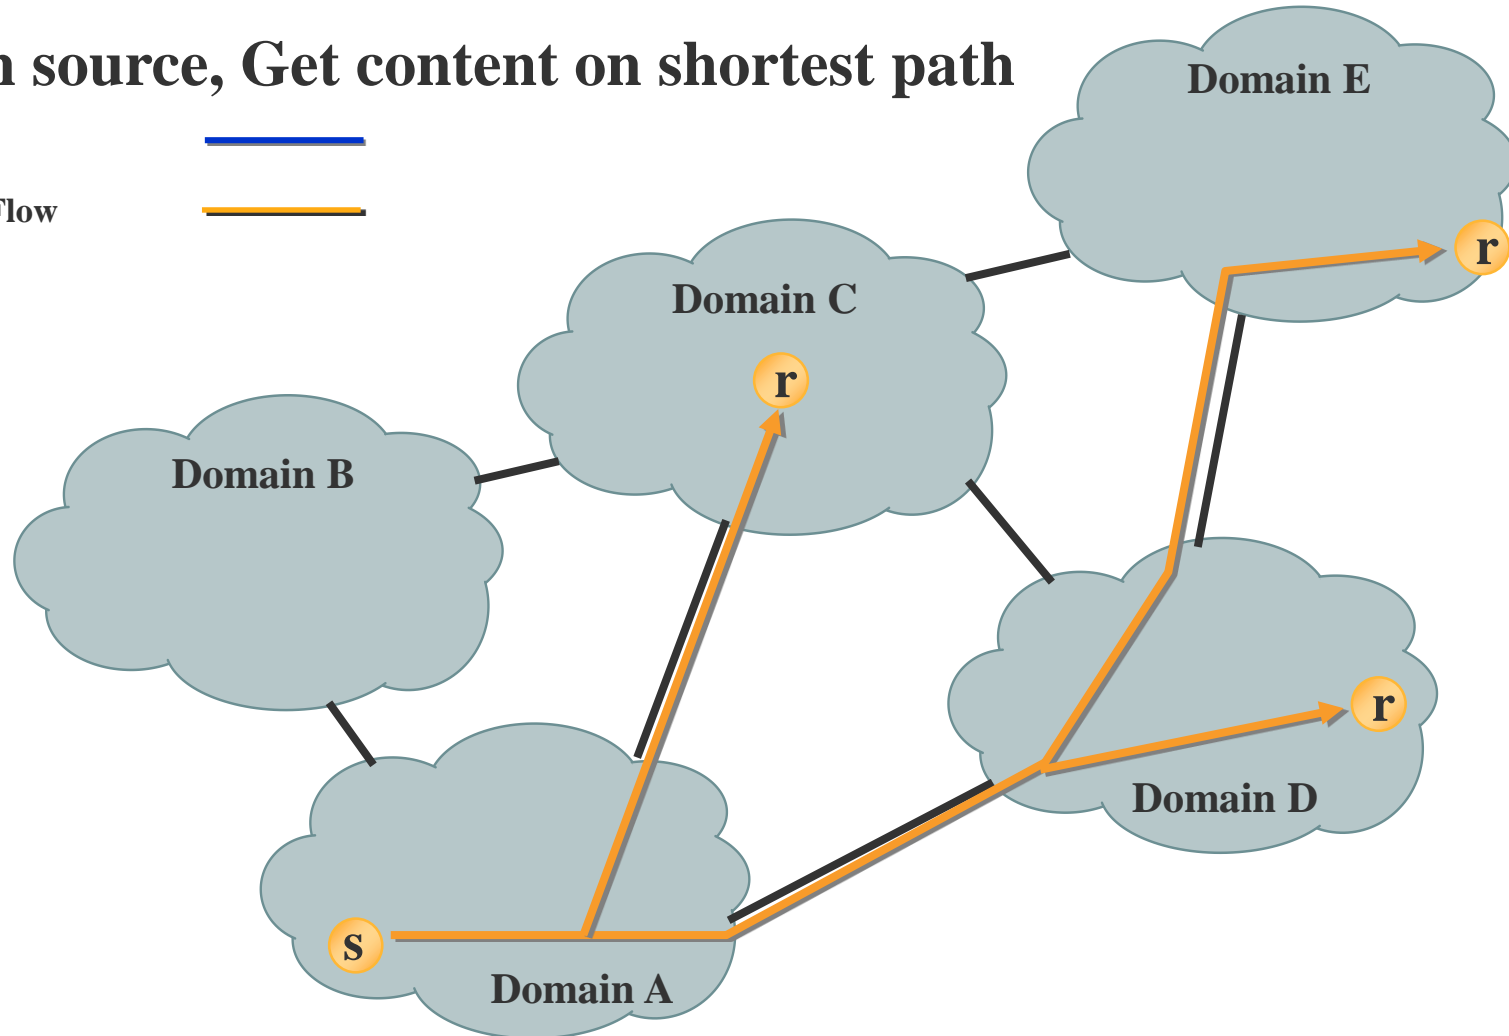 n source, Get content on shortest path
Domain E
Flow
r
Domain C
r
Domain B
r
Domain D
s
Domain A